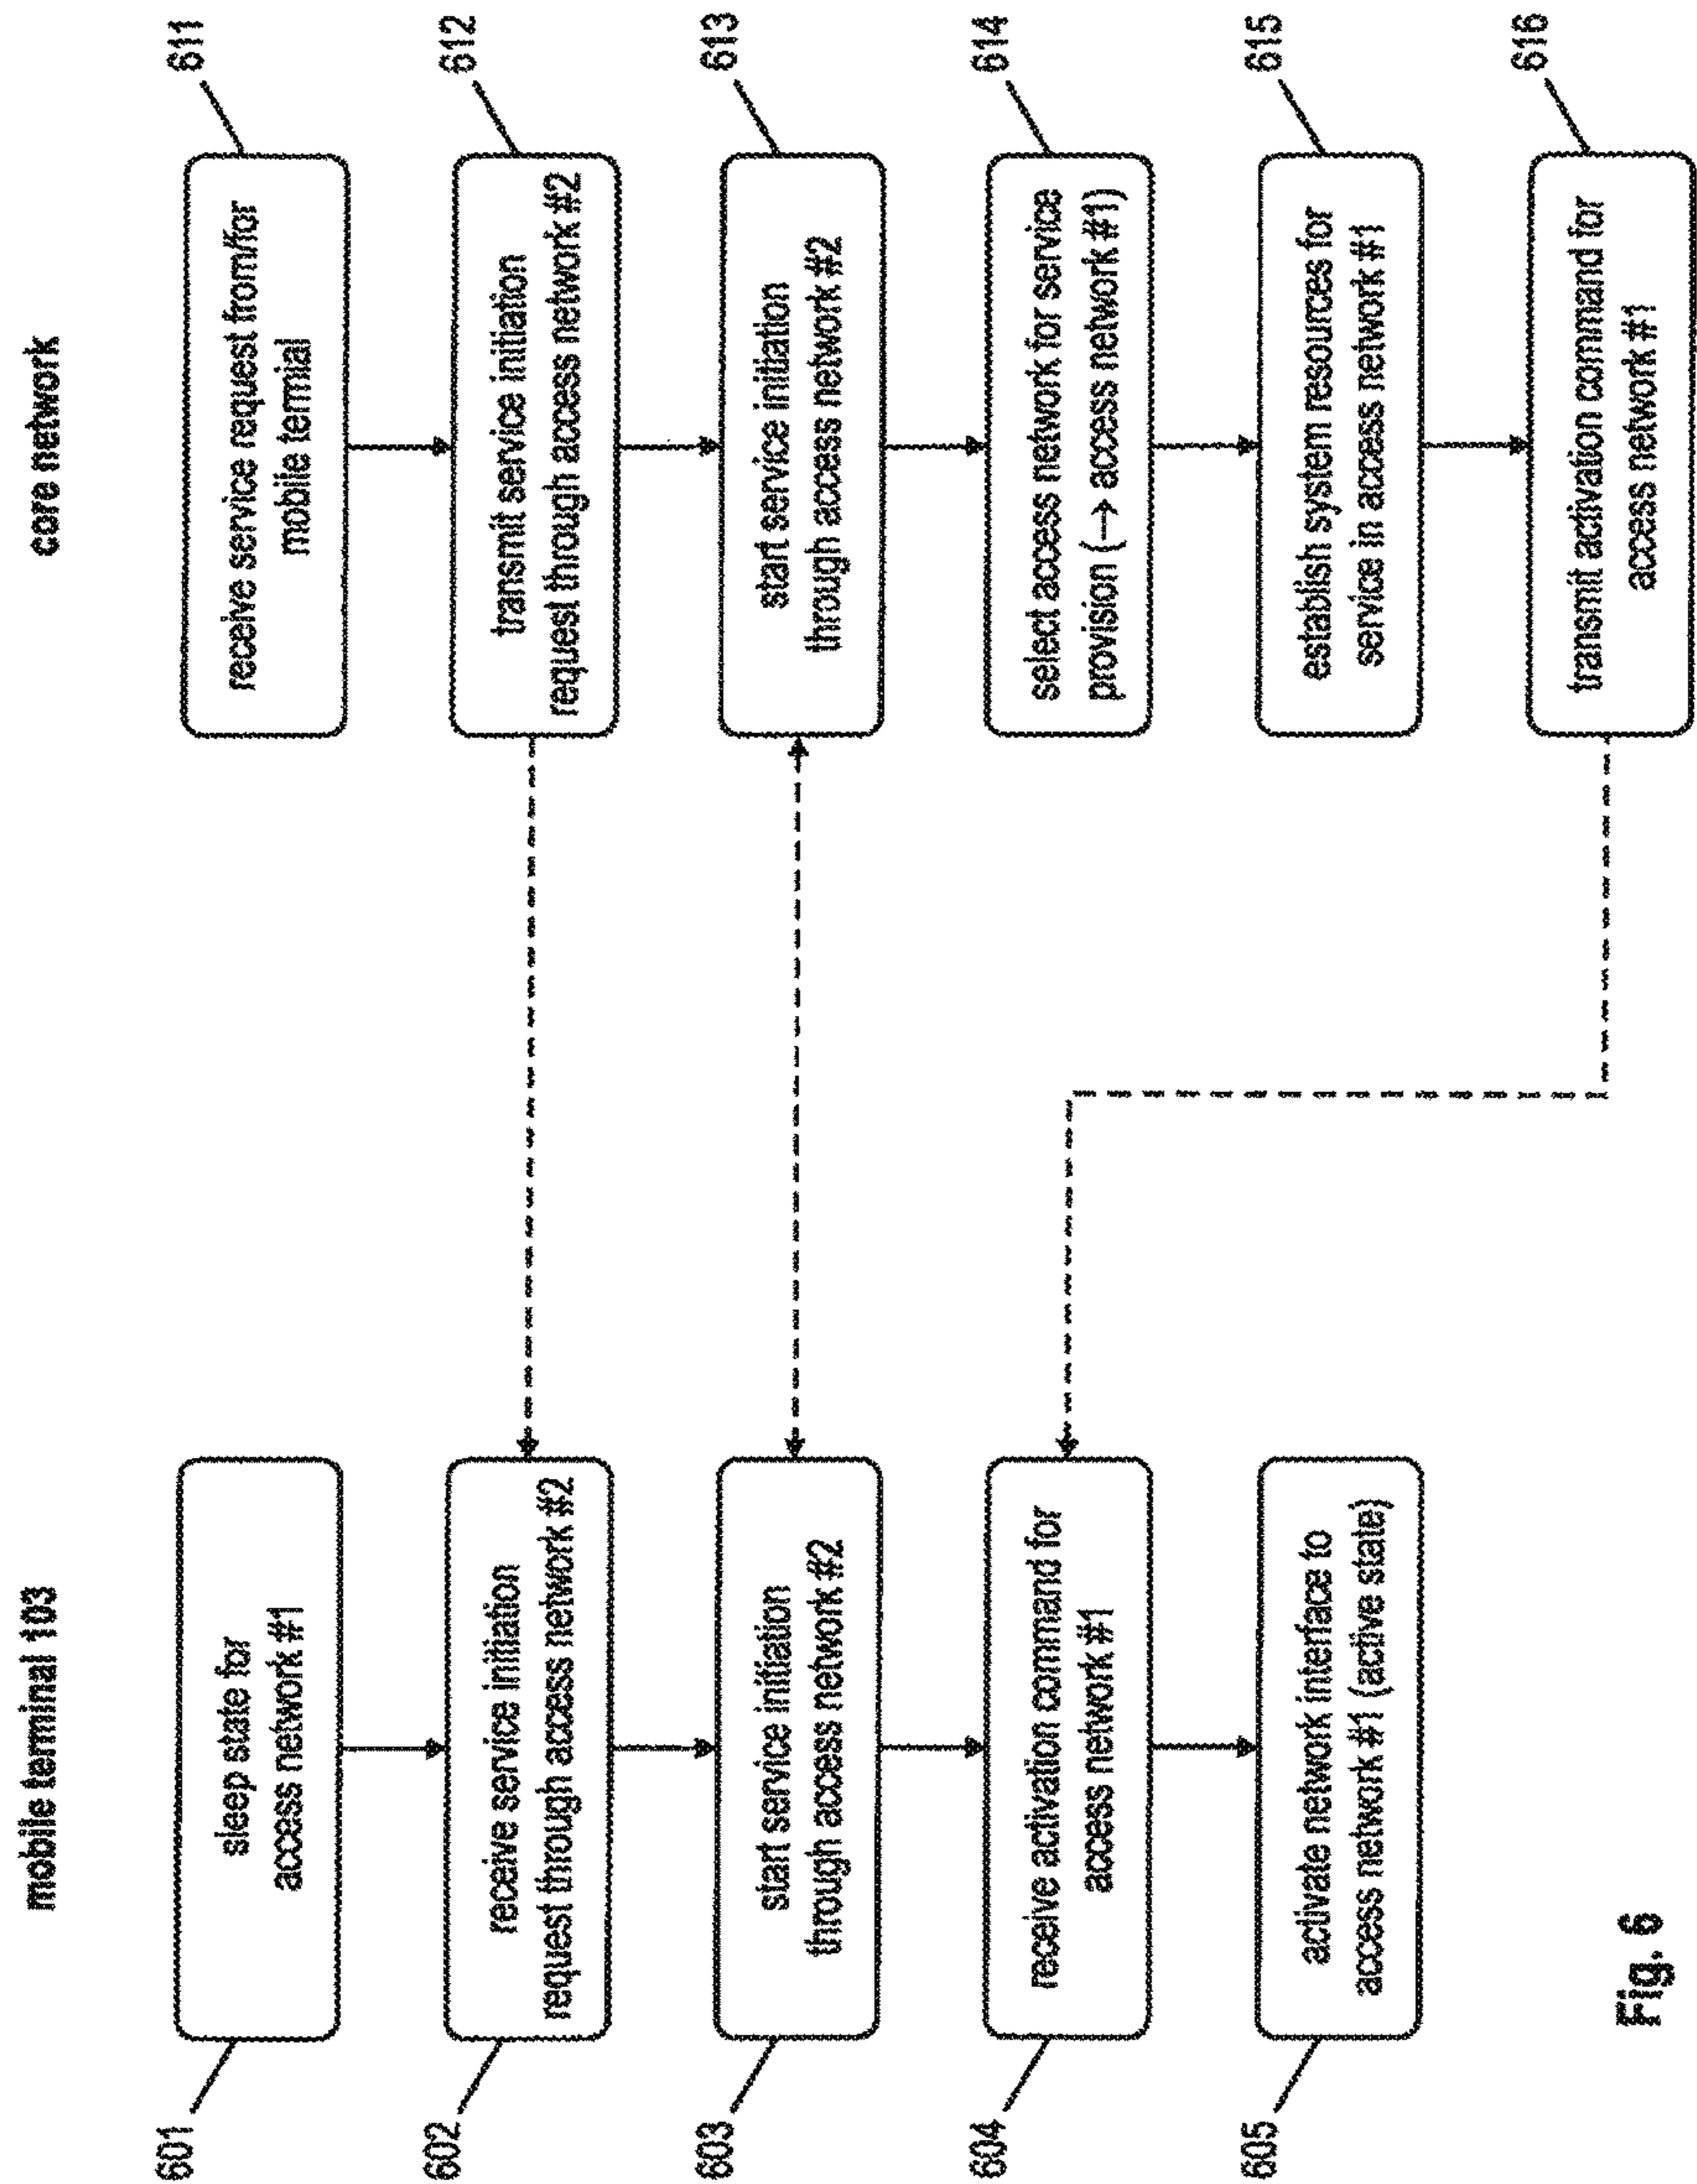 mobile terminal 103
core network
601
sleep state for
access network #1
602
receive service initiation
request through access network #2
603
start service initiation
through access network #2
604
receive activation command for
access network #1
605
activate network interface to
access network #1 (active state)
611
receive service request from/for
mobile termial
612
transmit service initiation
request through access network #2
613
start service initiation
through access network #2
614
select access network for service
provision (→ access network #1)
615
establish system resources for
service in access network #1
616
transmit activation command for
access network #1
Fig. 6